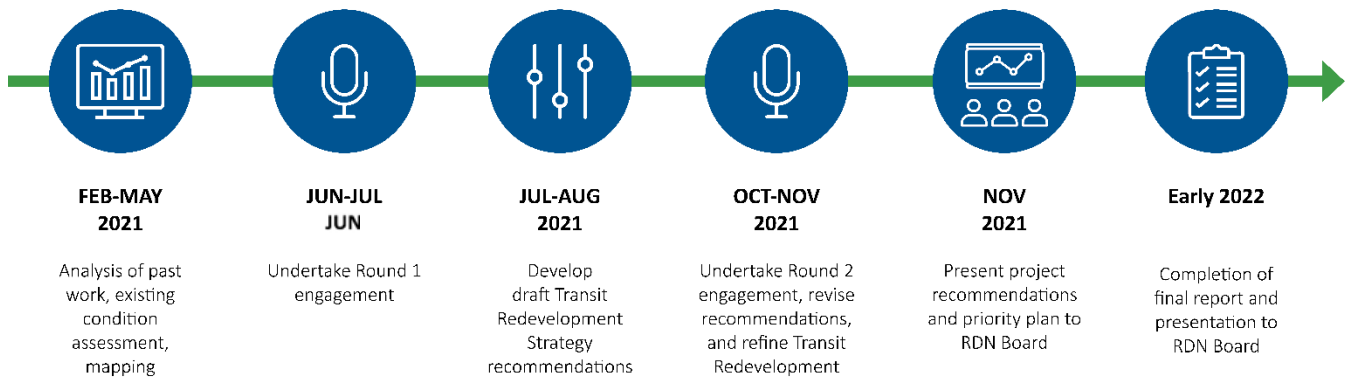 FEB-MAY
2021
Analysis of past
work, existing
condition
assessment,
mapping
JUN-JUL
JUN
Undertake Round 1
engagement
JUL-AUG
2021
Develop
draft Transit
Redevelopment
Strategy
recommendations
OCT-NOV
2021
Undertake Round 2
engagement, revise
recommendations,
and refine Transit
Redevelopment
NOV
2021
Present project
recommendations
and priority plan to
RDN Board
Early 2022
Completion of
final report and
presentation to
RDN Board